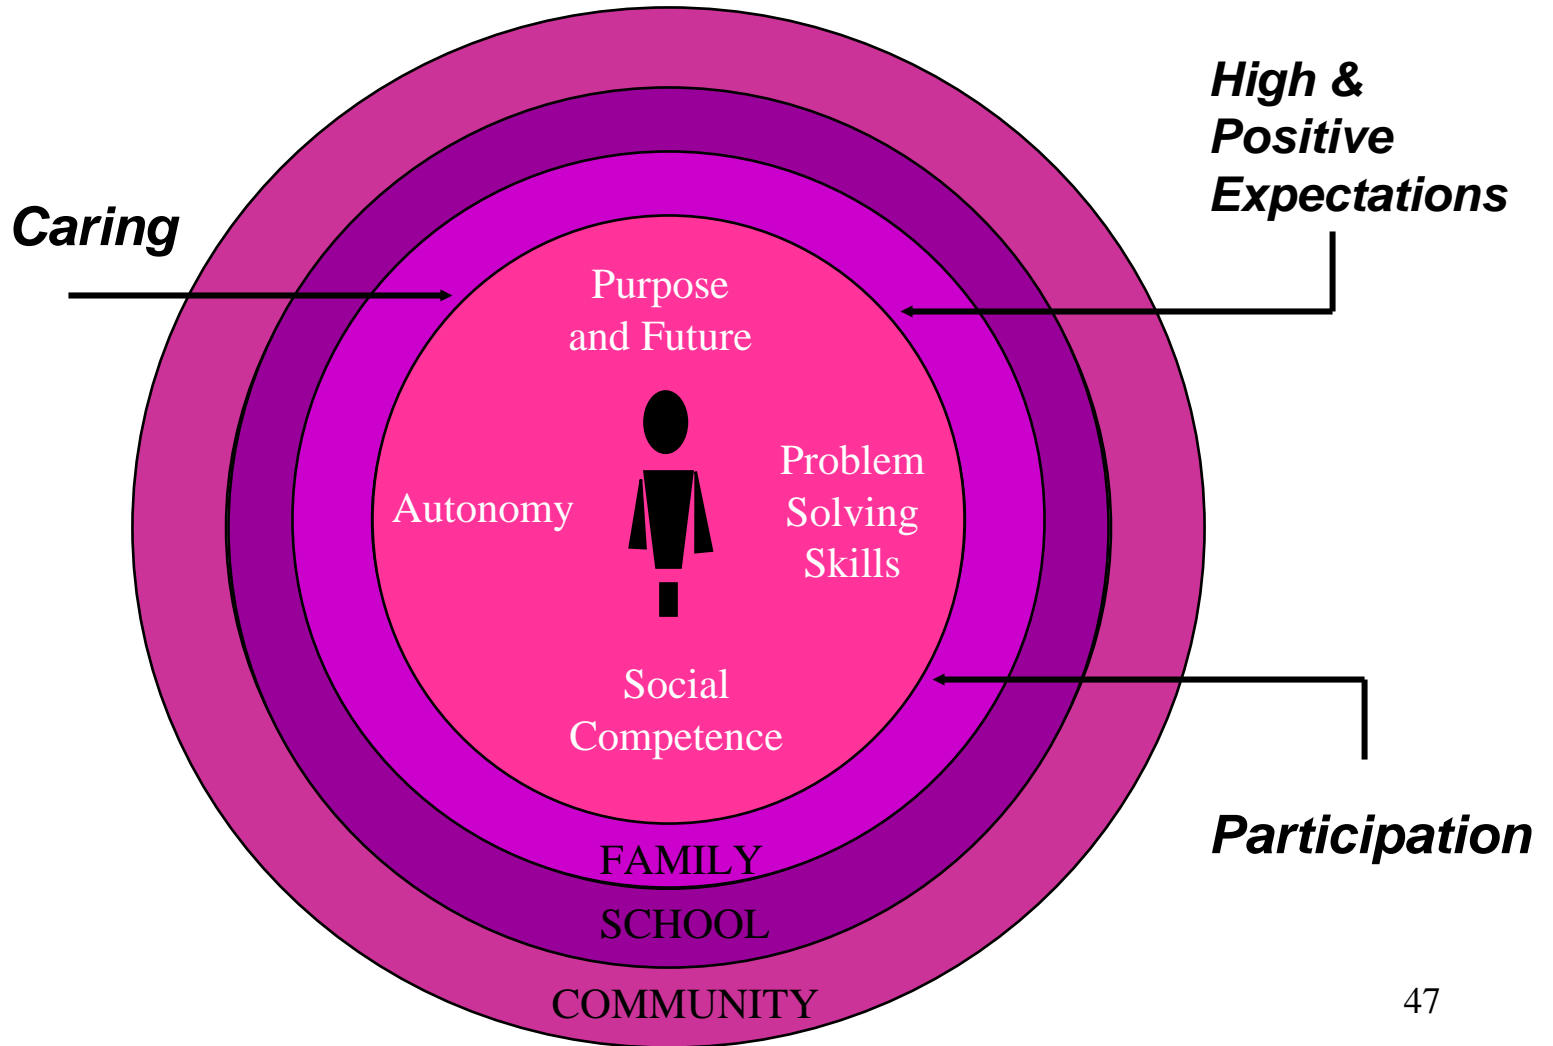 High &
Positive
Expectations
Caring
Purpose
and Future
Problem
Solving
Skills
Autonomy
Social
Competence
Participation
FAMILY
SCHOOL
COMMUNITY
47